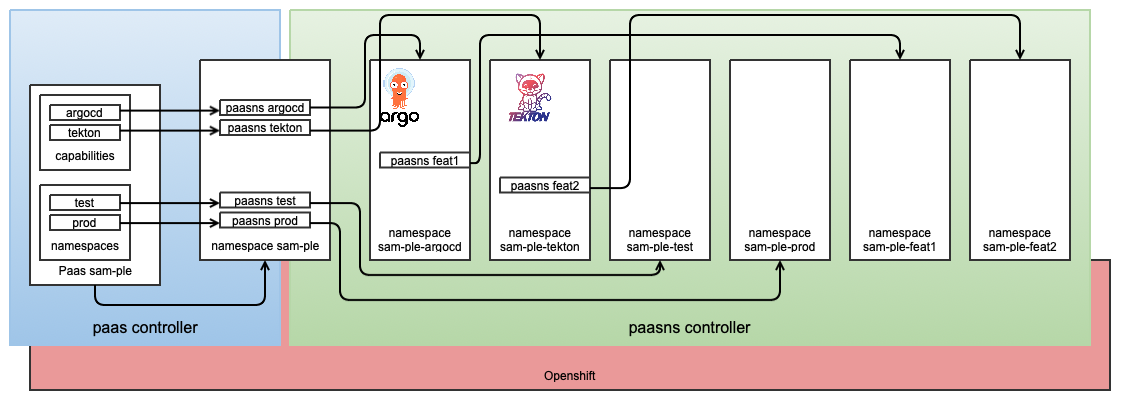 argocd
tekton
capabilities
test
prod
namespaces
Paas sam-ple
paas controller
paasns argocd
paasns tekton
paasns test
paasns prod
namespace sam-ple
argo
paasns feat1
namespace
sam-ple-argocd
TEKTON
paasns feat2
namespace
sam-ple-tekton
namespace
sam-ple-test
namespace
sam-ple-prod
namespace
sam-ple-feat1
namespace
sam-ple-feat2
paasns controller
Openshift